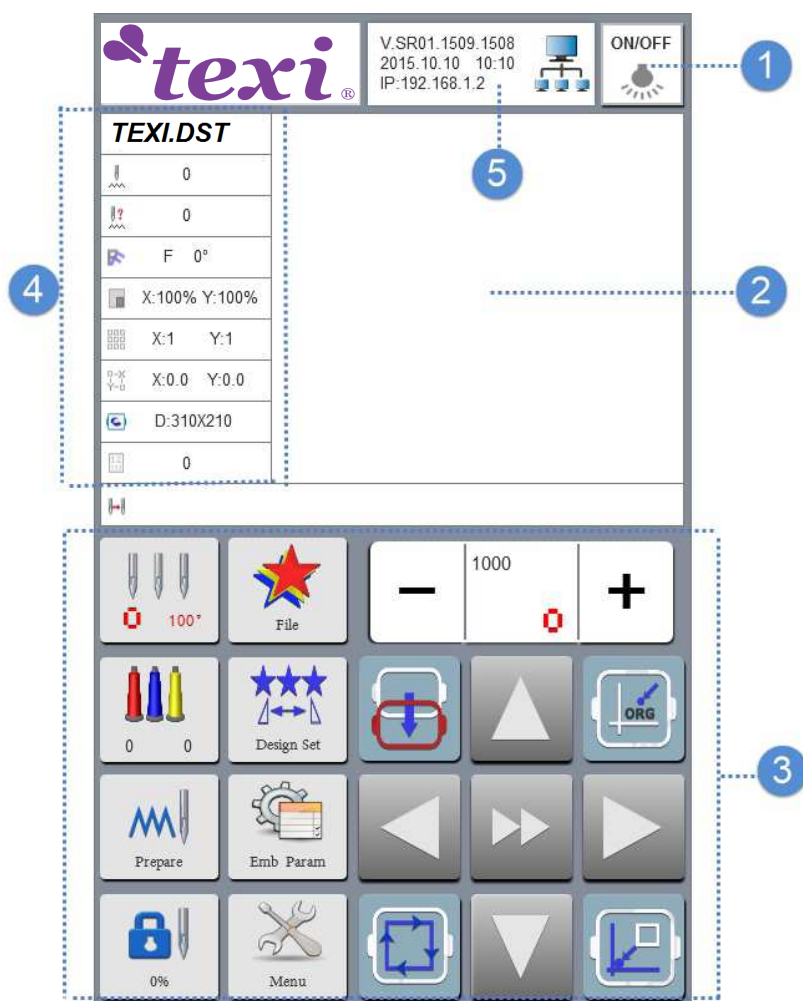 texi®
V.SR01.1509.1508
2015.10.10 10:10
IP:192.168.1.2
ON/OFF
1
TEXI.DST
0
5
?
0
F 0°
4
X:100% Y:100%
2
X:1 Y:1
X:0.0 Y:0.0
D:310X210
0
0 100°
File
−
1000
0
+
0 0
Design Set
ORG
3
Prepare
Emb Param
0%
Menu